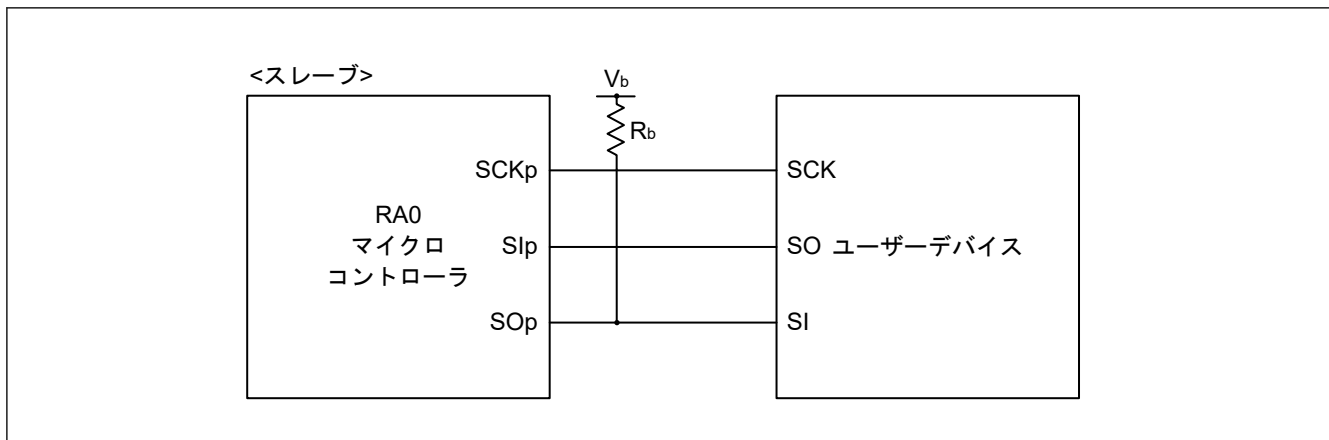 <スレーブ>
Vb
Rb
SCKp
SCK
RA0
マイクロ
コントローラ
SIp
SO ユーザーデバイス
SOp
SI